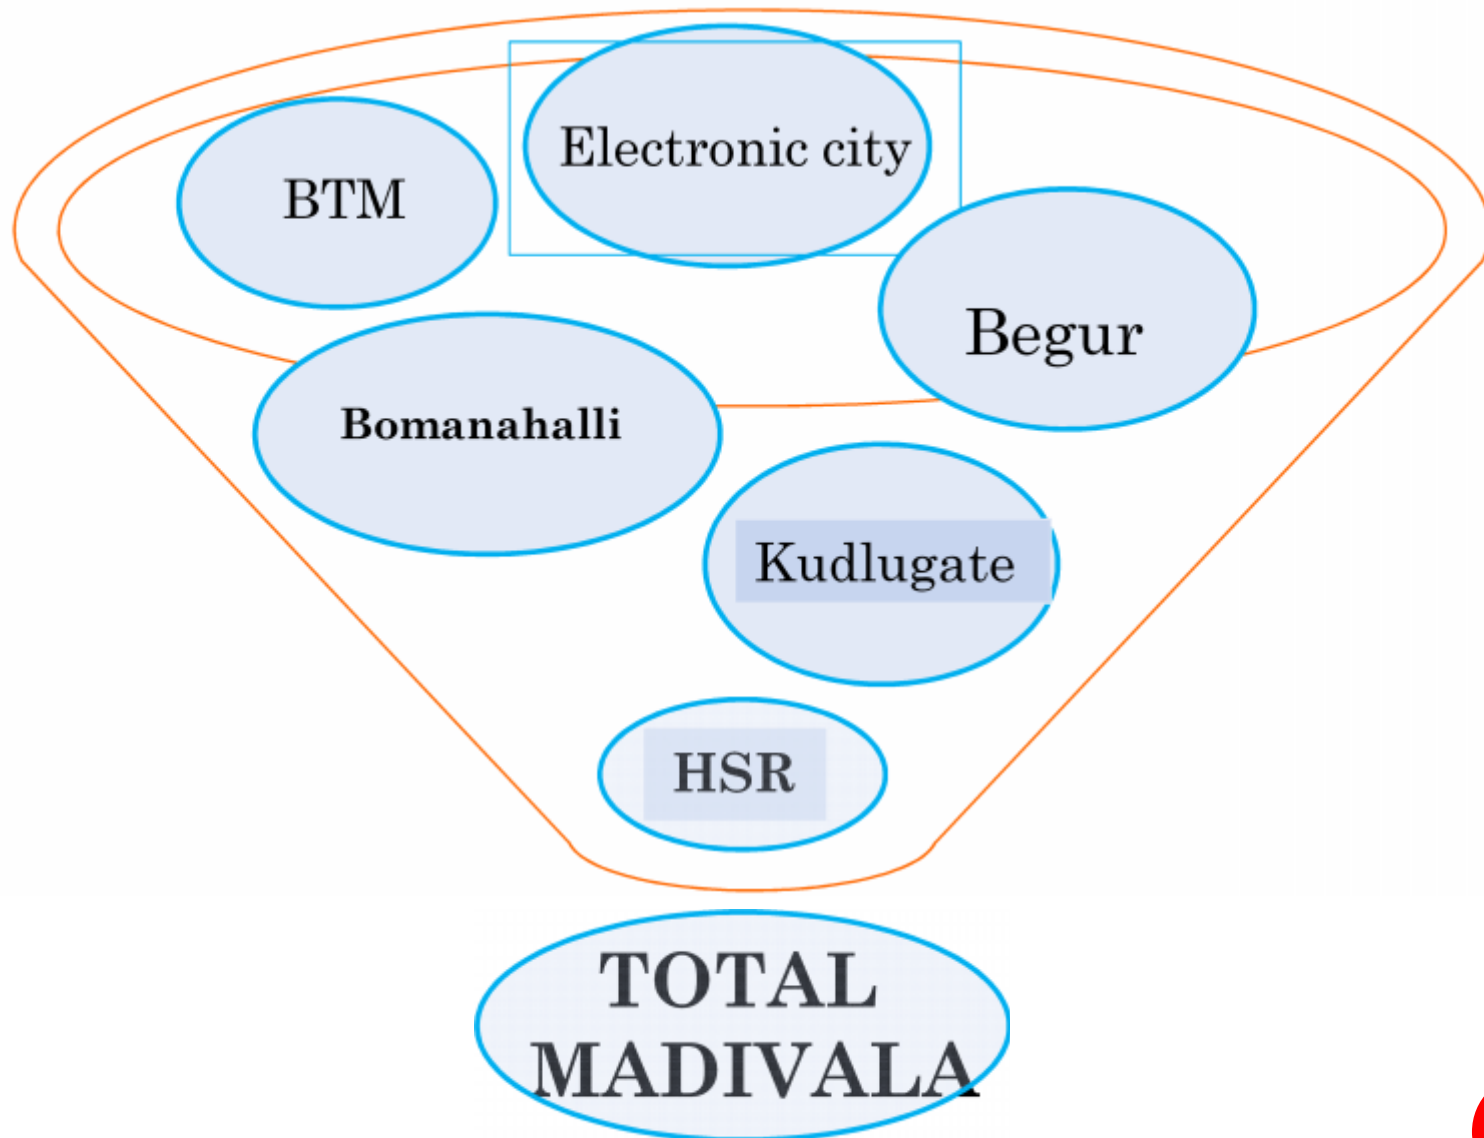 Electronic city
BTM
Begur
Bomanahalli
Kudlugate
HSR
TOTAL
MADIVALA